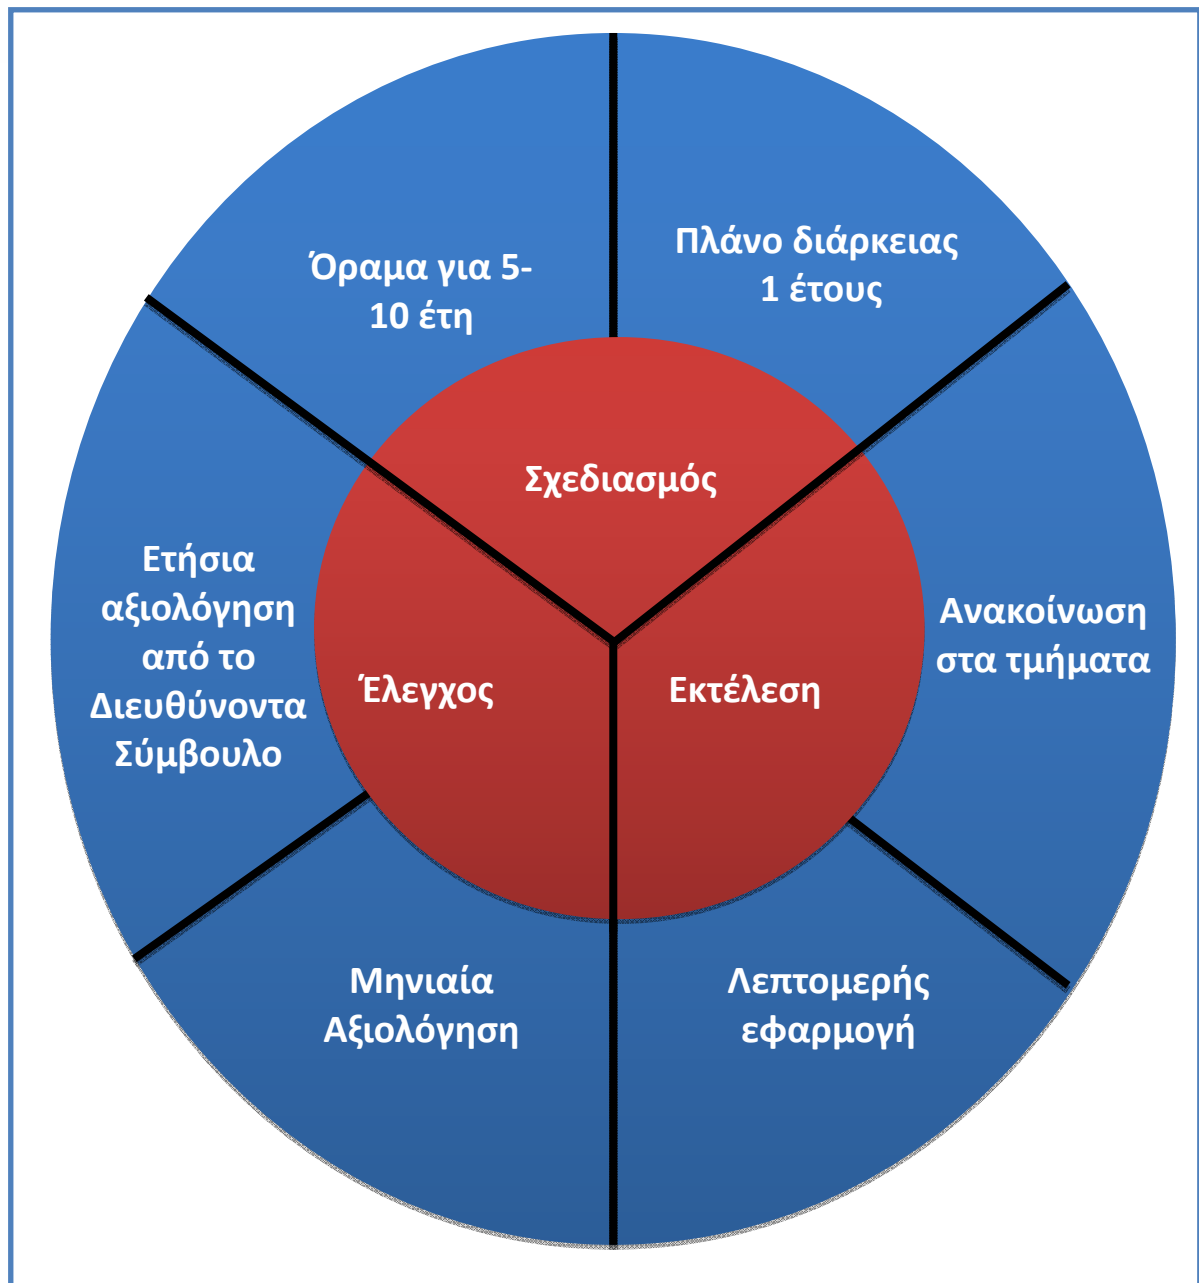 Όραμα για 5-
10 έτη
Πλάνο διάρκειας
1 έτους
Σχεδιασμός
Ετήσια
αξιολόγηση
από το
Διευθύνοντα
Σύμβουλο
Έλεγχος
Εκτέλεση
Ανακοίνωση
στα τμήματα
Μηνιαία
Αξιολόγηση
Λεπτομερής
εφαρμογή